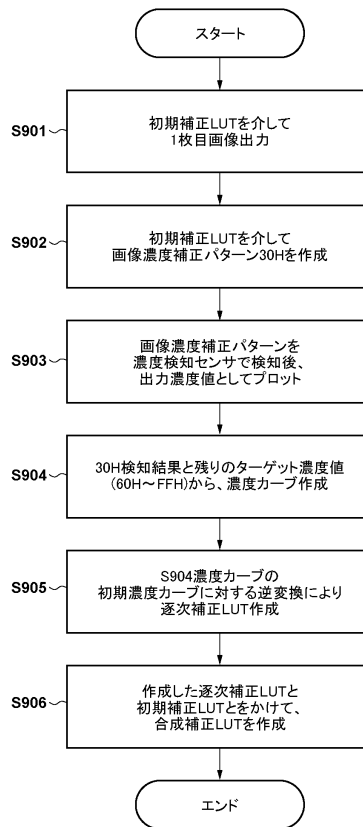 スタート
S901
初期補正LUTを介して
1枚目画像出力
S902
初期補正LUTを介して
画像濃度補正パターン30Hを作成
S903
画像濃度補正パターンを
濃度検知センサで検知後、
出力濃度値としてプロット
S904
30H検知結果と残りのターゲット濃度値
(60H～FFH)から、濃度カーブ作成
S905
S904濃度カーブの
初期濃度カーブに対する逆変換により
逐次補正LUT作成
S906
作成した逐次補正LUTと
初期補正LUTとをかけて、
合成補正LUTを作成
エンド